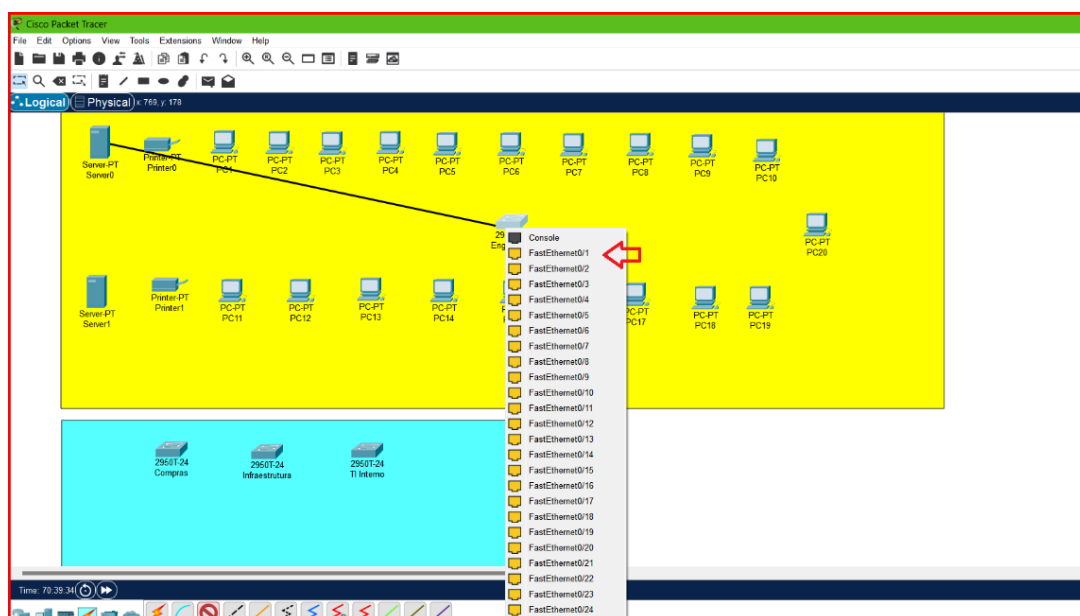 Cisco Packet Tracer
File Edit Options View Tools Extensions Window Help
Logical Physical x: 769, y: 178
Server-PT
Server0
Printer-PT
Printer0
PC-PT
PC1
PC-PT
PC2
PC-PT
PC3
PC-PT
PC4
PC-PT
PC5
PC-PT
PC6
PC-PT
PC7
PC-PT
PC8
PC-PT
PC9
PC-PT
PC10
PC-PT
PC20
29
Eng
Server-PT
Server1
Printer-PT
Printer1
PC-PT
PC11
PC-PT
PC12
PC-PT
PC13
PC-PT
PC14
PC-PT
PC17
PC-PT
PC18
PC-PT
PC19
Console
FastEthernet0/1
FastEthernet0/2
FastEthernet0/3
FastEthernet0/4
FastEthernet0/5
FastEthernet0/6
FastEthernet0/7
FastEthernet0/8
FastEthernet0/9
FastEthernet0/10
FastEthernet0/11
FastEthernet0/12
FastEthernet0/13
FastEthernet0/14
FastEthernet0/15
FastEthernet0/16
FastEthernet0/17
FastEthernet0/18
FastEthernet0/19
FastEthernet0/20
FastEthernet0/21
FastEthernet0/22
FastEthernet0/23
FastEthernet0/24
2950T-24
Compras
2950T-24
Infraestrutura
2950T-24
TI Interno
Time: 70:39:34